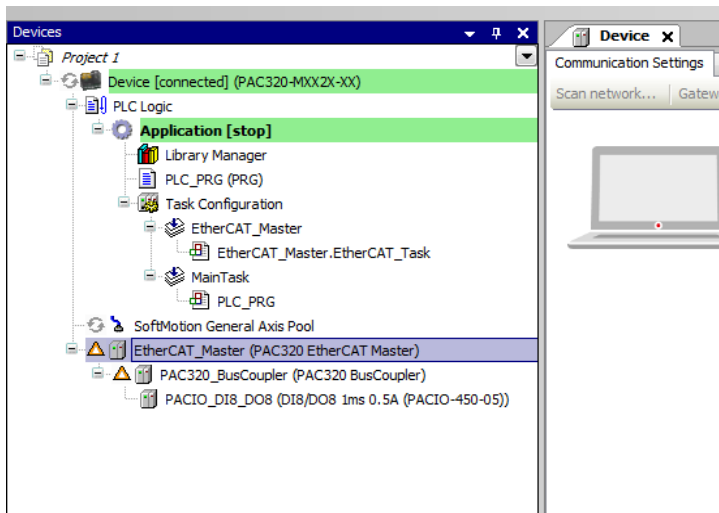 Devices
Project 1
Device [connected] (PAC320-MXX2X-XX)
PLC Logic
Application [stop]
Library Manager
PLC_PRG (PRG)
Task Configuration
EtherCAT_Master
EtherCAT_Master.EtherCAT_Task
MainTask
PLC_PRG
SoftMotion General Axis Pool
EtherCAT_Master (PAC320 EtherCAT Master)
PAC320_BusCoupler (PAC320 BusCoupler)
PACIO_DI8_DO8 (DI8/DO8 1ms 0.5A (PACIO-450-05))
Device
Communication Settings
Scan network... Gatew